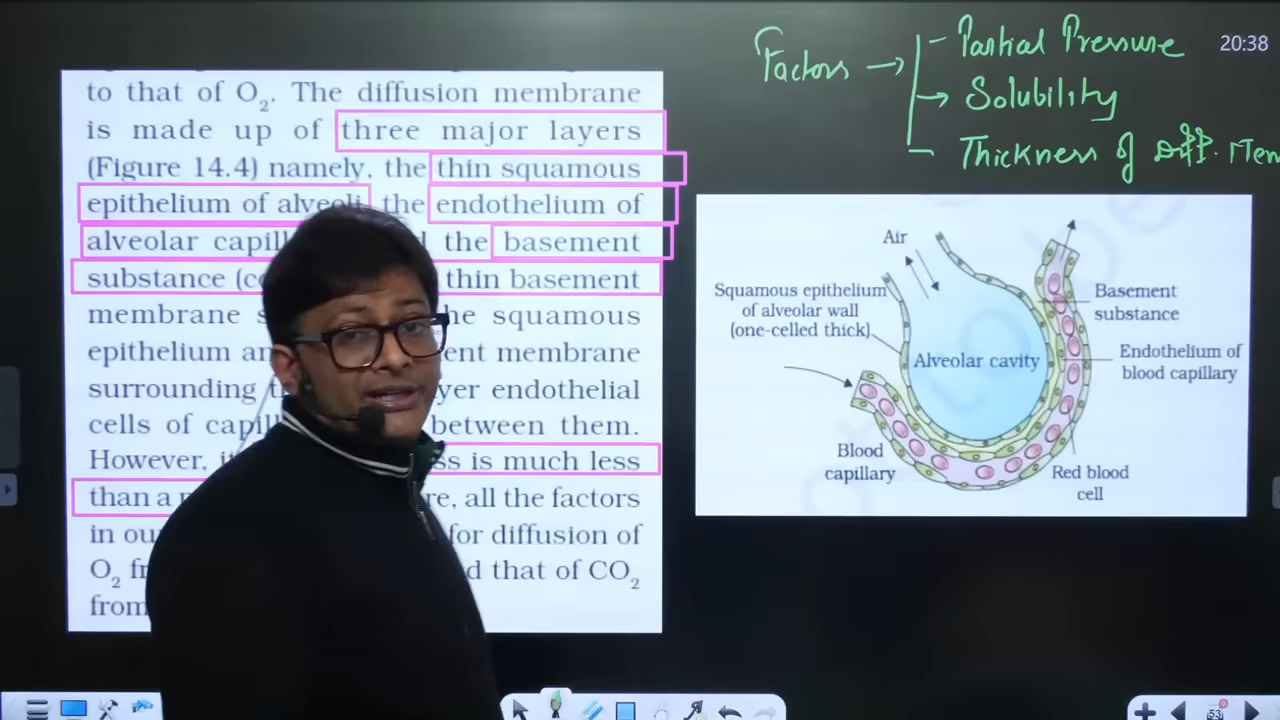 Factors → - Partial Pressure
→ Solubility
- Thickness of Diff. Mem
20:38
to that of O₂. The diffusion membrane
is made up of three major layers
(Figure 14.4) namely, the thin squamous
epithelium of alveoli, the endothelium of
alveolar capill the basement
substance (co thin basement
membrane s he squamous
epithelium an ent membrane
surrounding t yer endothelial
cells of capill between them.
However, it ss is much less
than a re, all the factors
in ou for diffusion of
O₂ fr d that of CO₂
from
Air
Squamous epithelium
of alveolar wall
(one-celled thick)
Alveolar cavity
Basement
substance
Endothelium of
blood capillary
Blood
capillary
Red blood
cell
53